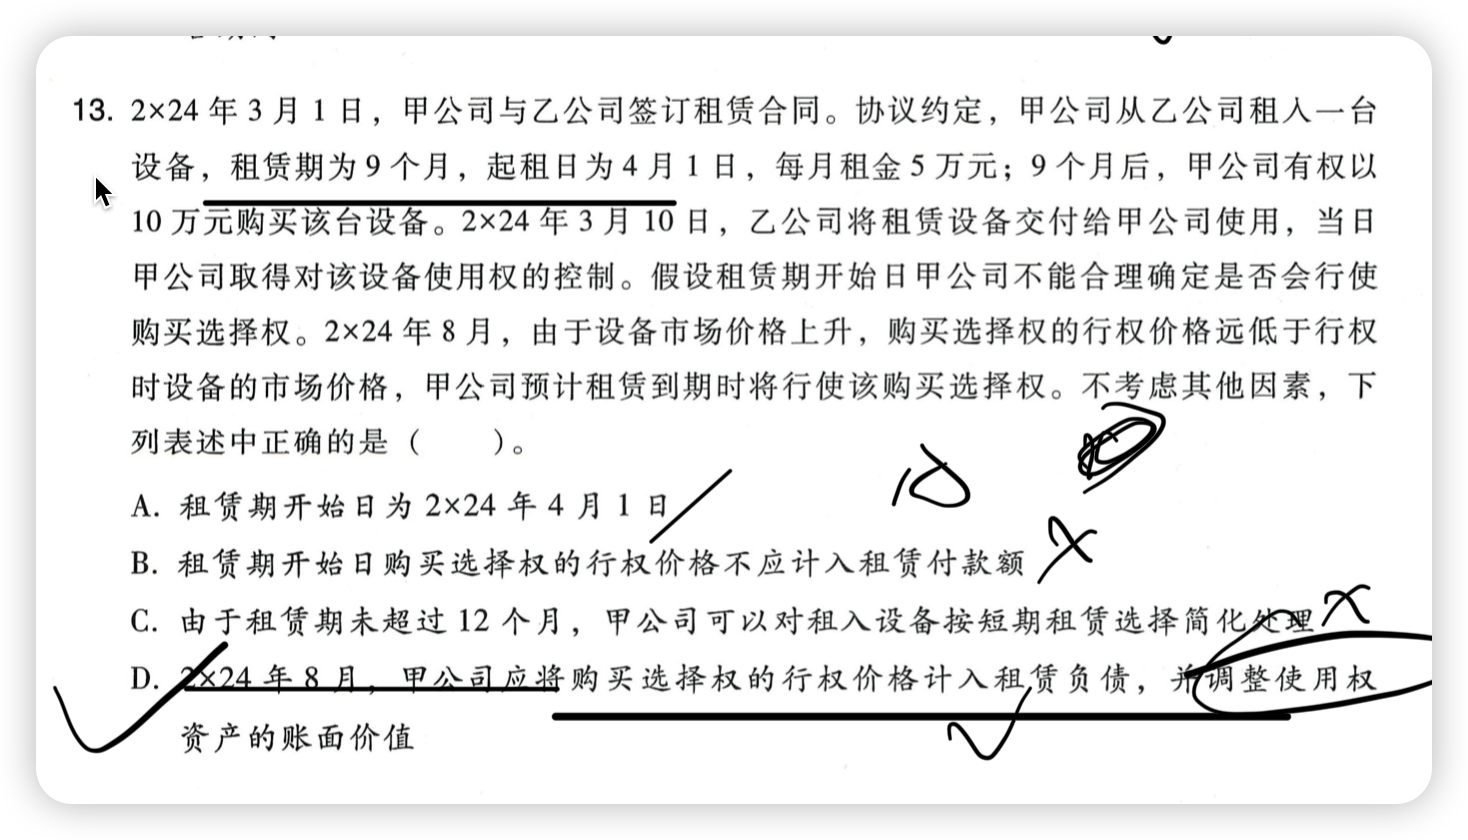 13. 2×24 年 3 月 1 日，甲公司与乙公司签订租赁合同。协议约定，甲公司从乙公司租入一台
设备，租赁期为 9 个月，起租日为 4 月 1 日，每月租金 5 万元；9 个月后，甲公司有权以
10 万元购买该台设备。2×24 年 3 月 10 日，乙公司将租赁设备交付给甲公司使用，当日
甲公司取得对该设备使用权的控制。假设租赁期开始日甲公司不能合理确定是否会行使
购买选择权。2×24 年 8 月，由于设备市场价格上升，购买选择权的行权价格远低于行权
时设备的市场价格，甲公司预计租赁到期时将行使该购买选择权。不考虑其他因素，下
列表述中正确的是（　　）。
A. 租赁期开始日为 2×24 年 4 月 1 日
B. 租赁期开始日购买选择权的行权价格不应计入租赁付款额
C. 由于租赁期未超过 12 个月，甲公司可以对租入设备按短期租赁选择简化处理
D. 2×24 年 8 月，甲公司应将购买选择权的行权价格计入租赁负债，并调整使用权
资产的账面价值